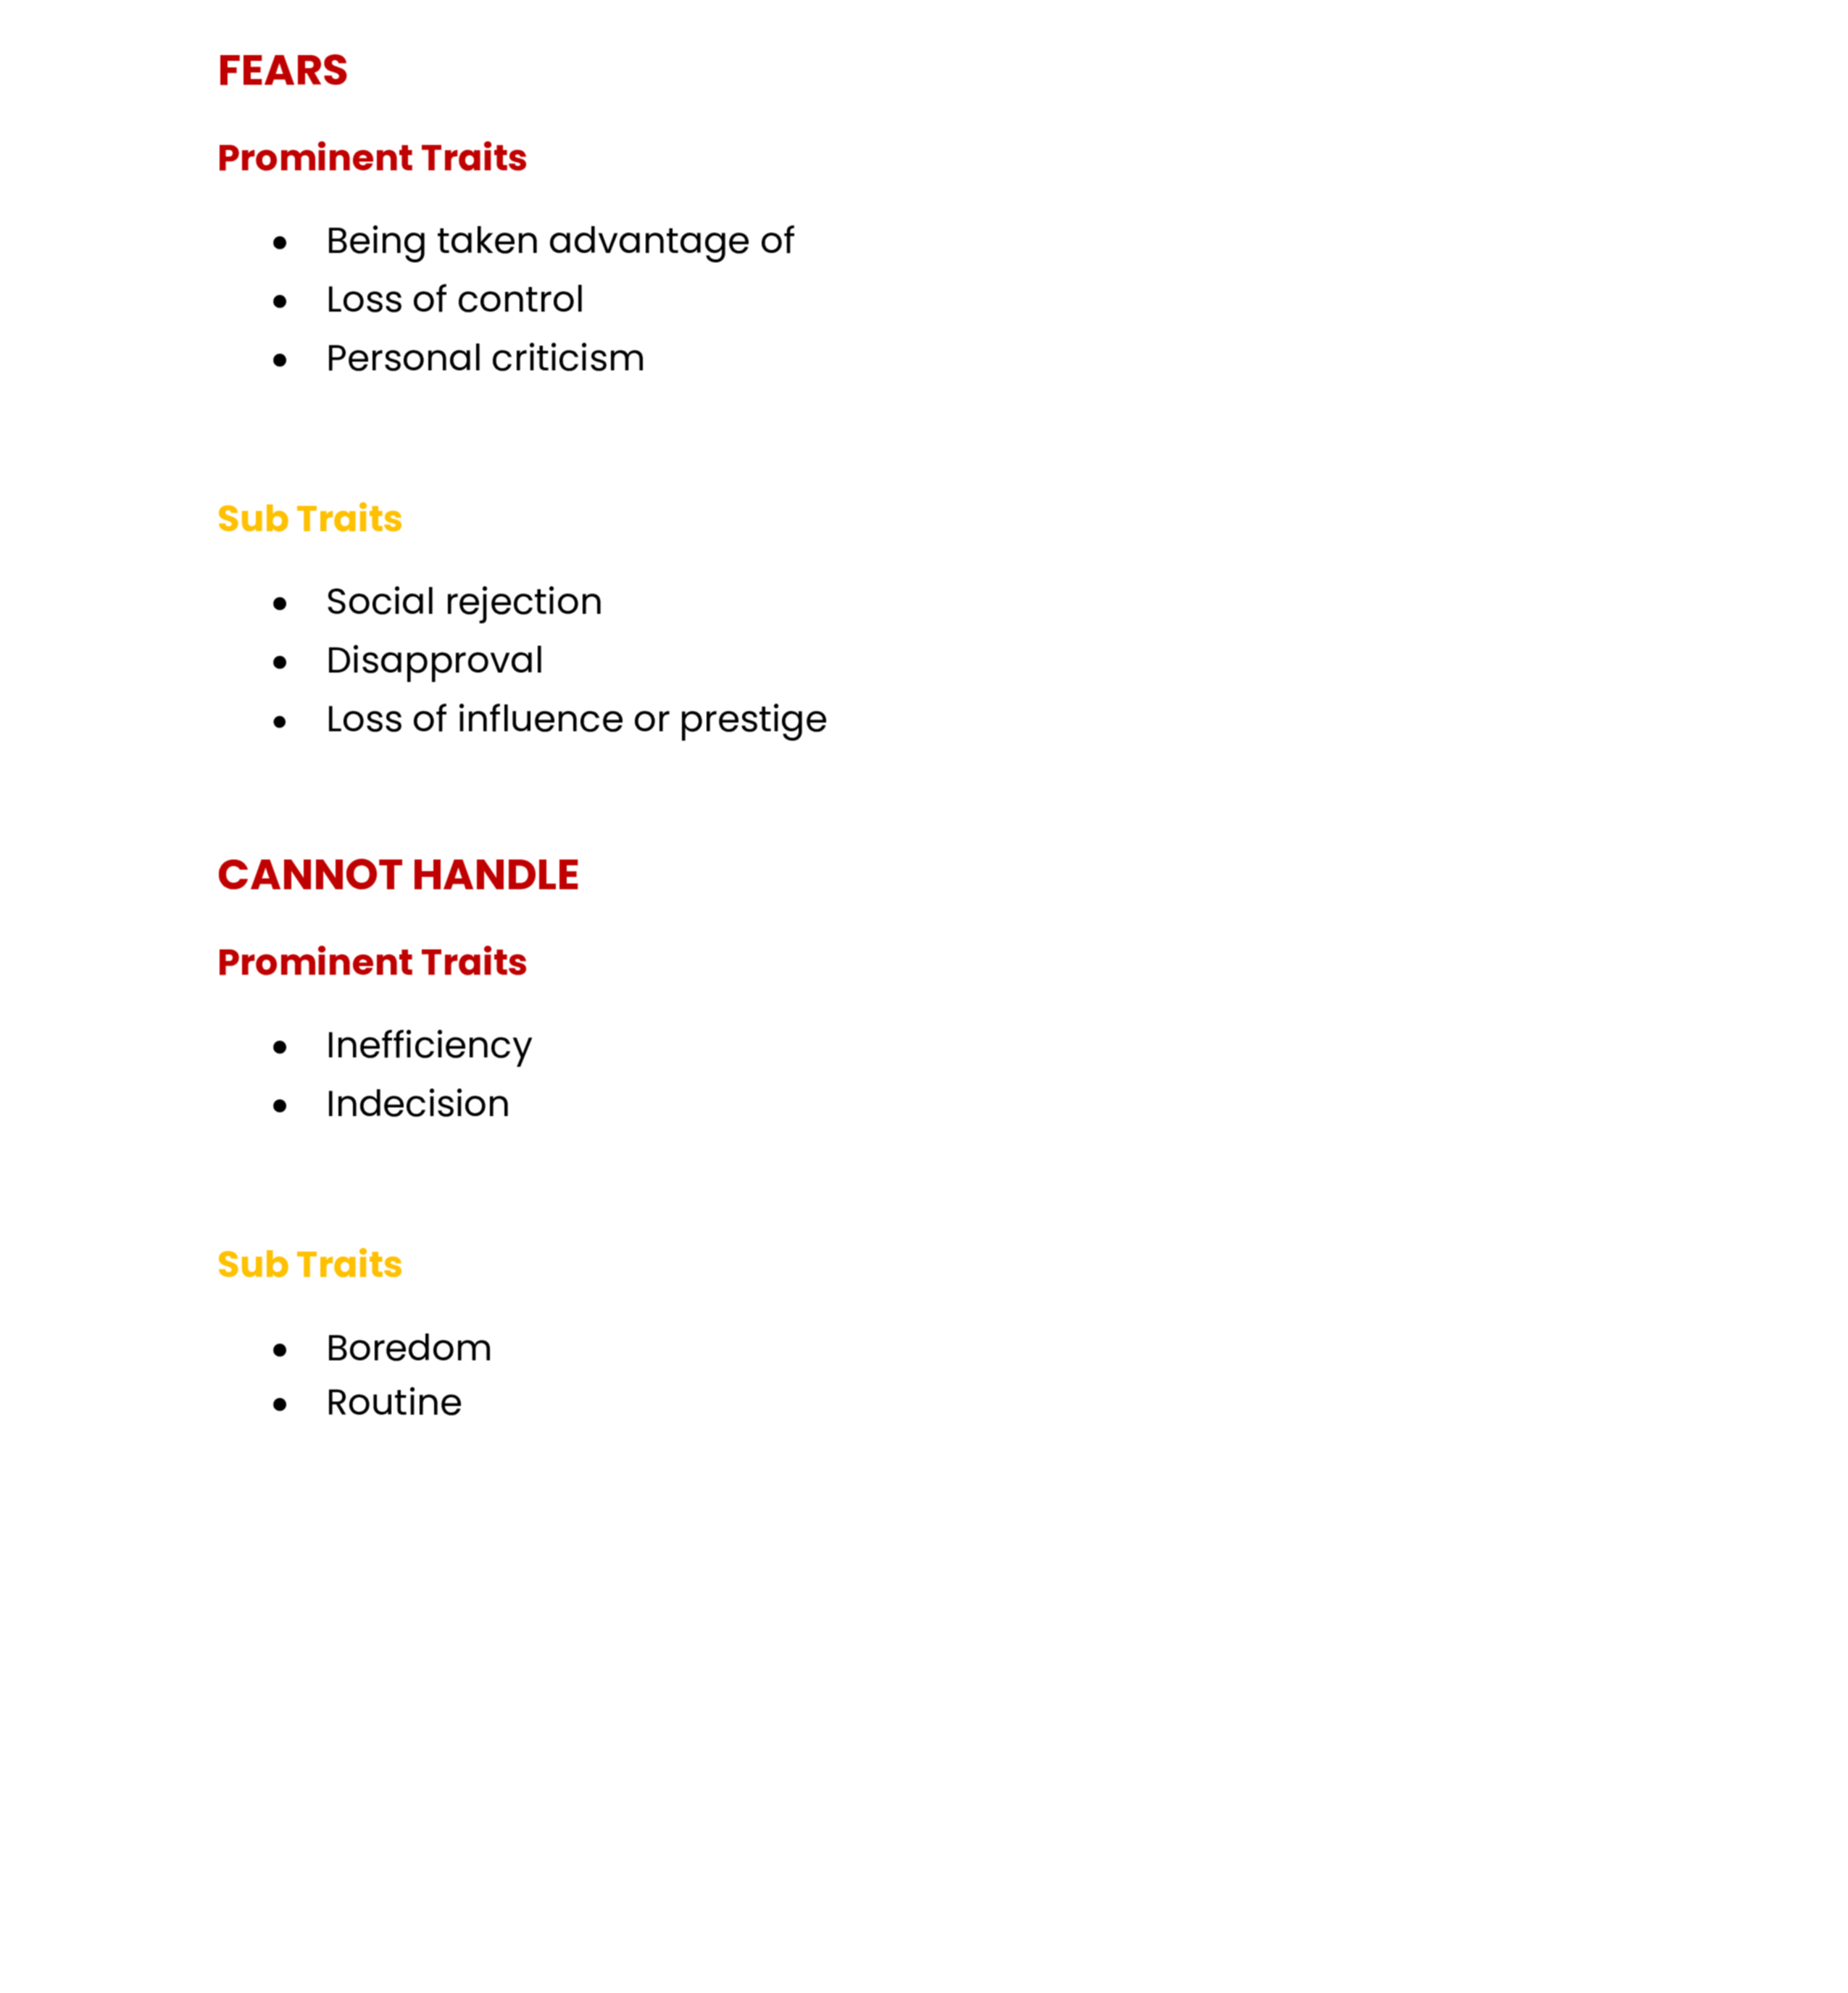 FEARS
Prominent Traits
● Being taken advantage of
● Loss of control
● Personal criticism
Sub Traits
● Social rejection
● Disapproval
● Loss of influence or prestige
CANNOT HANDLE
Prominent Traits
● Inefficiency
● Indecision
Sub Traits
● Boredom
● Routine